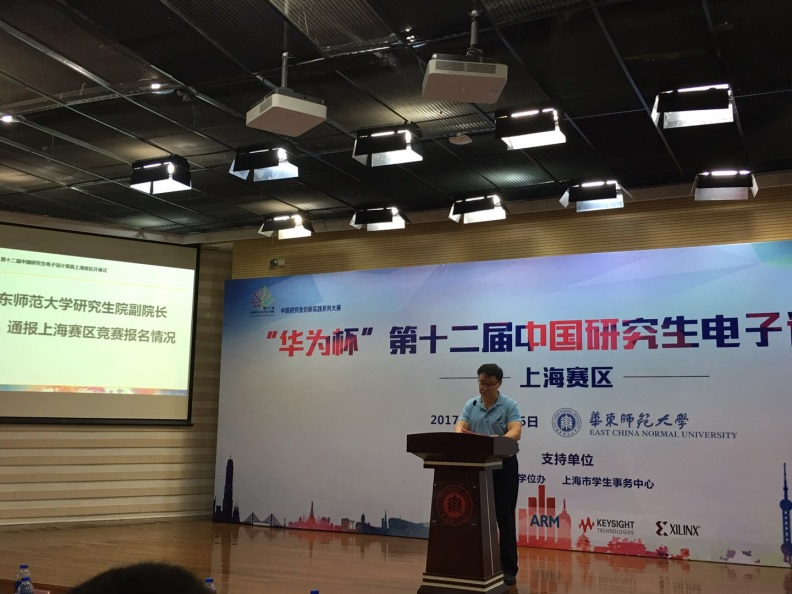 第十二届中国研究生电子设计竞赛上海赛区开幕式
东师范大学研究生院副院长
通报上海赛区竞赛报名情况
中国研究生创新实践系列大赛
“华为杯”第十二届中国研究生电子
上海赛区
2017
日
華東師範大學
EAST CHINA NORMAL UNIVERSITY
支持单位
学位办 上海市学生事务中心
ARM
KEYSIGHT
TECHNOLOGIES
XILINX